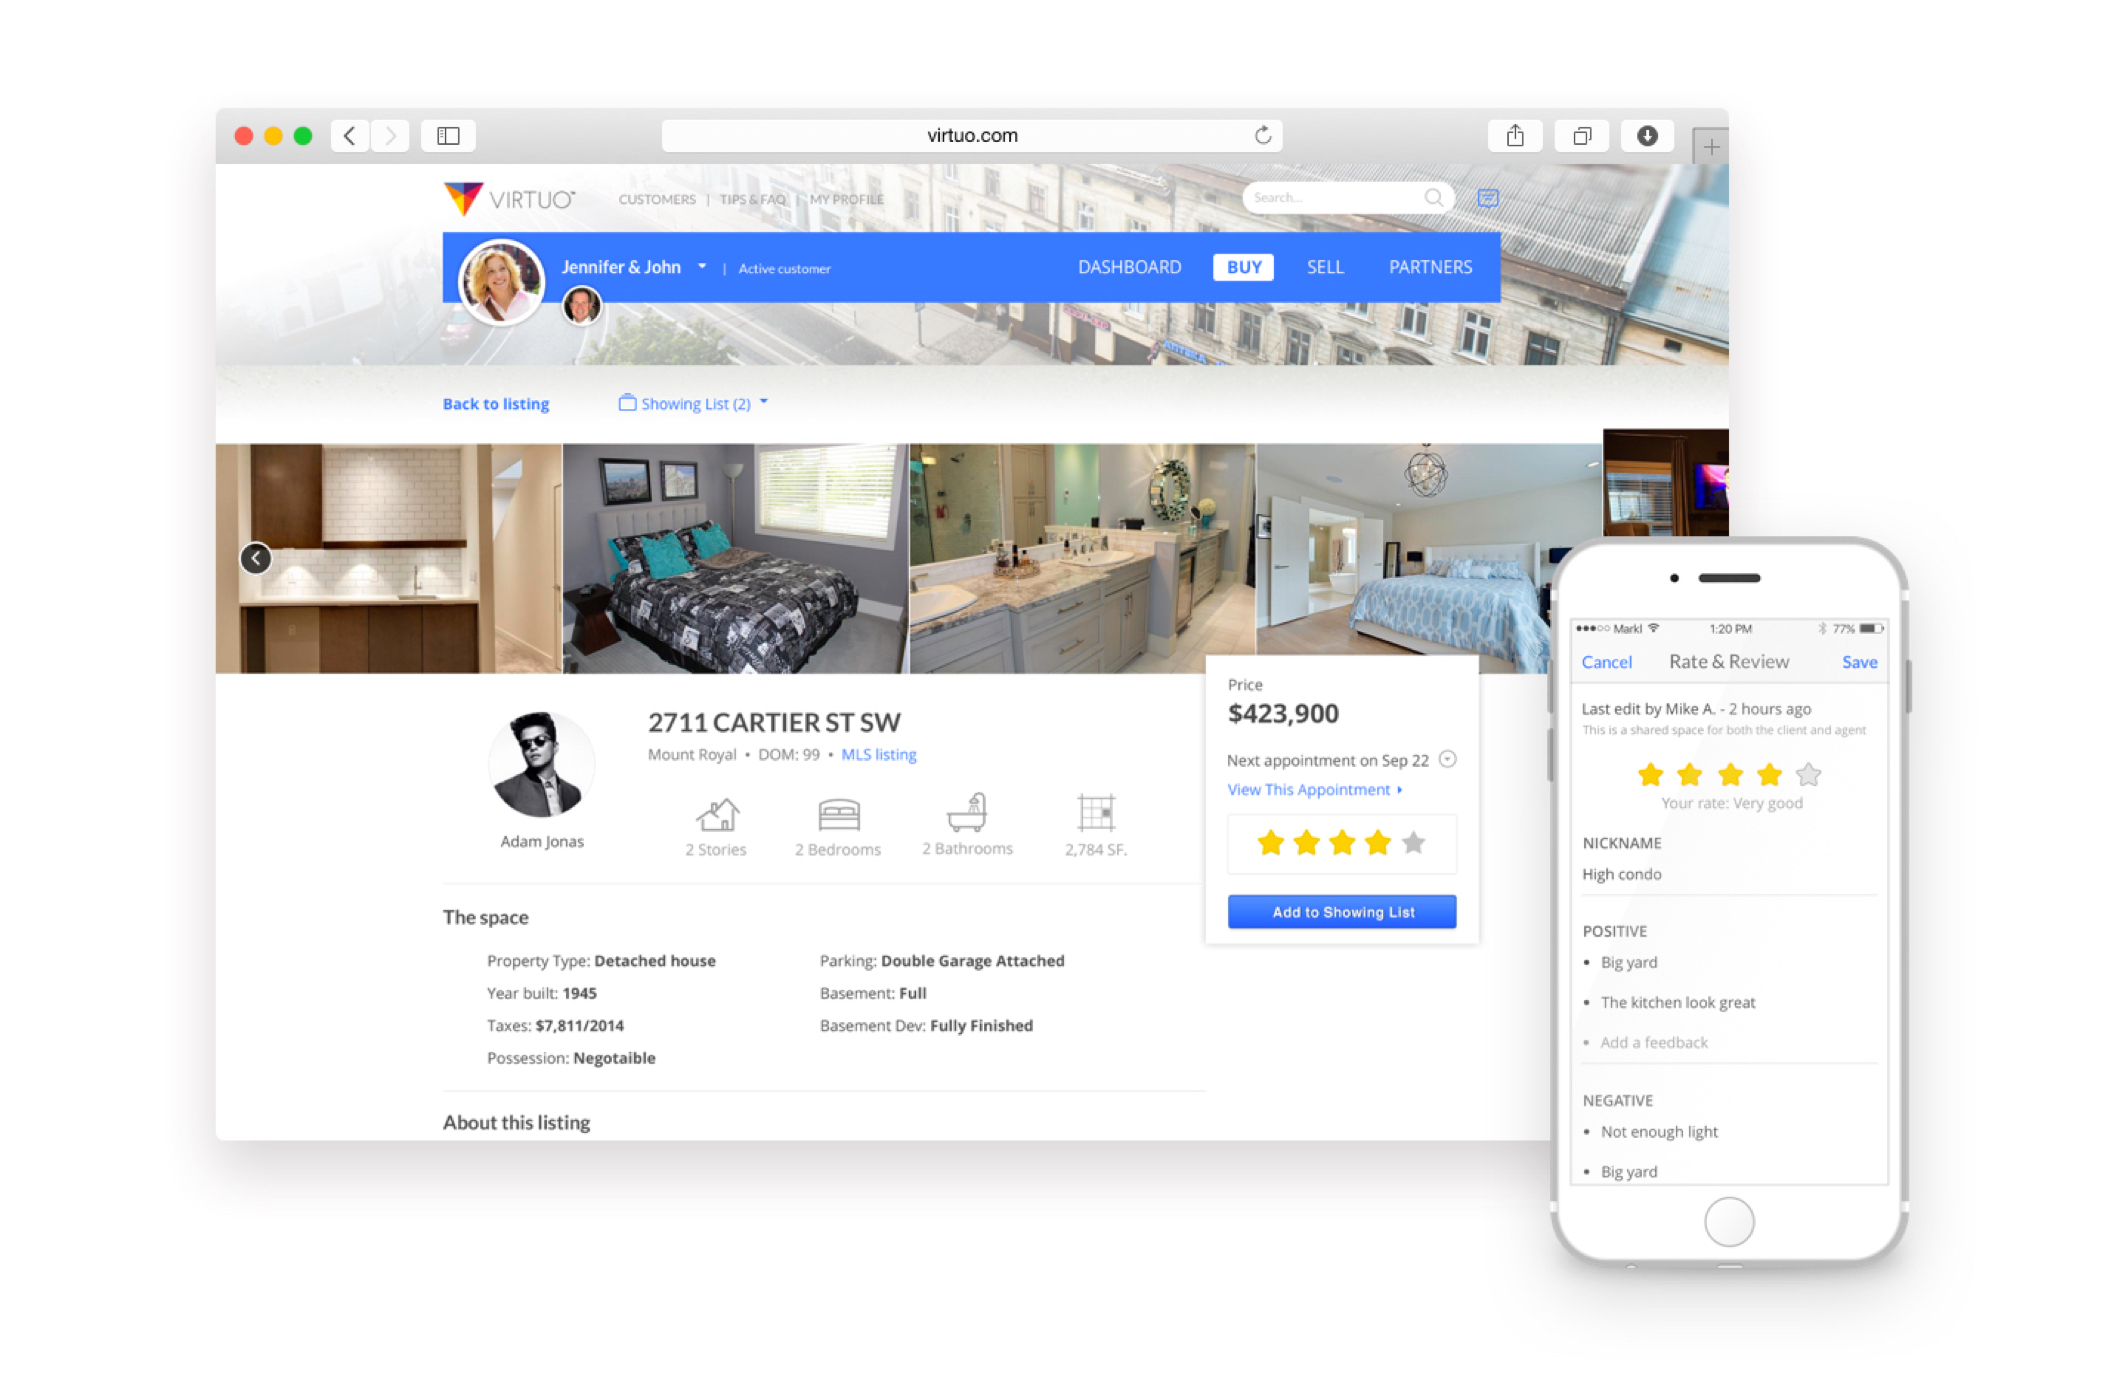 virtuo.com
VIRTUO™
CUSTOMERS | TIPS & FAQ | MY PROFILE
Search...
Jennifer & John | Active customer
DASHBOARD BUY SELL PARTNERS
Back to listing
Showing List (2)
2711 CARTIER ST SW
Mount Royal • DOM: 99 • MLS listing
Adam Jonas
2 Stories
2 Bedrooms
2 Bathrooms
2,784 SF.
Price
$423,900
Next appointment on Sep 22
View This Appointment
Add to Showing List
The space
Property Type: Detached house
Year built: 1945
Taxes: $7,811/2014
Possession: Negotaible
Parking: Double Garage Attached
Basement: Full
Basement Dev: Fully Finished
About this listing
Markl 1:20 PM 77%
Cancel Rate & Review Save
Last edit by Mike A. - 2 hours ago
This is a shared space for both the client and agent
Your rate: Very good
NICKNAME
High condo
POSITIVE
• Big yard
• The kitchen look great
• Add a feedback
NEGATIVE
• Not enough light
• Big yard